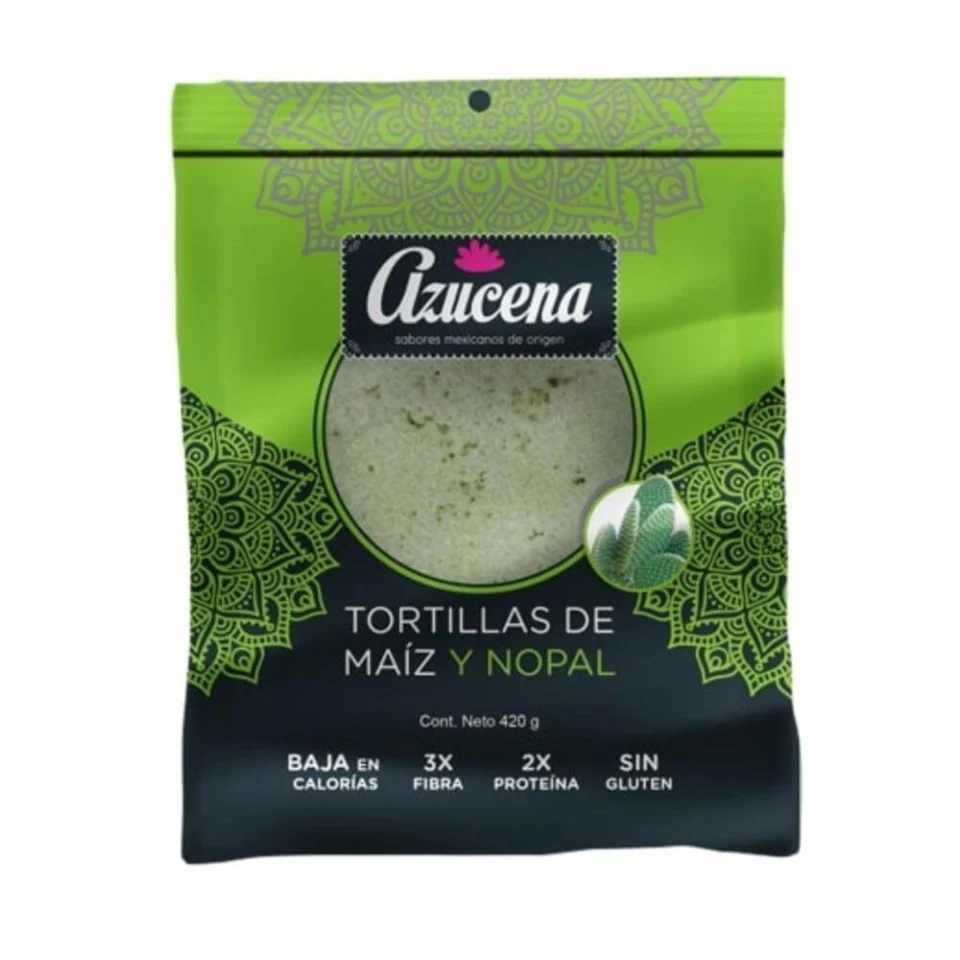 azucena
sabores mexicanos de origen
TORTILLAS DE
MAÍZ Y NOPAL
Cont. Neto 420 g
BAJA EN
CALORÍAS
3X
FIBRA
2X
PROTEÍNA
SIN
GLUTEN